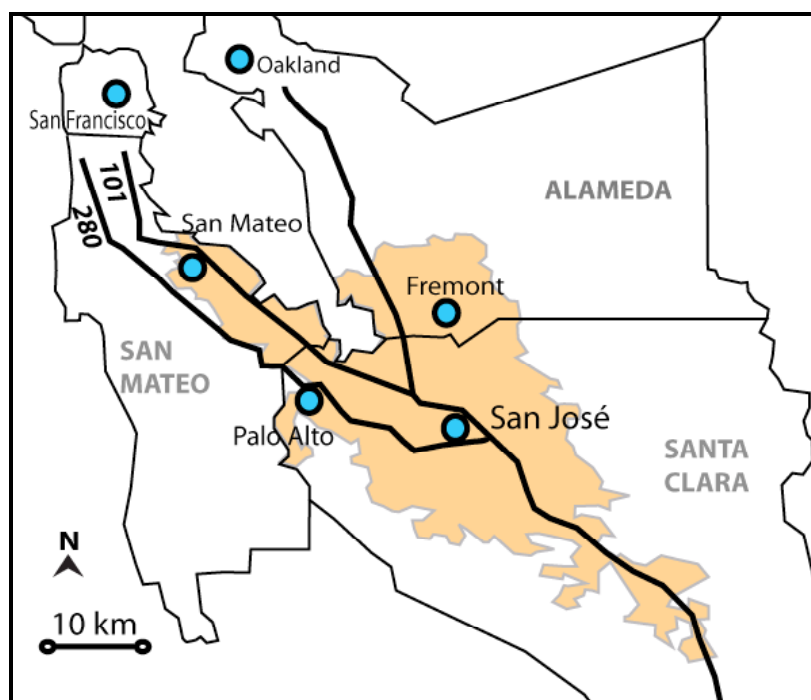 Oakland
San Francisco
101
280
ALAMEDA
San Mateo
Fremont
SAN
MATEO
Palo Alto
San José
SANTA
CLARA
N
10 km